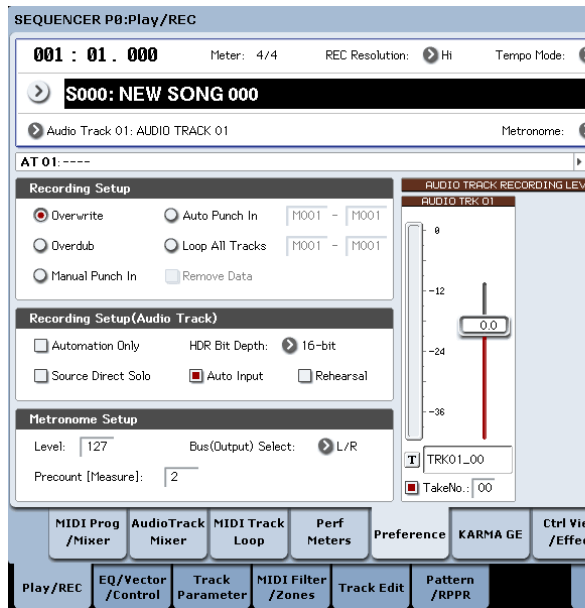 SEQUENCER P0:Play/REC
001 : 01 . 000 Meter: 4/4 REC Resolution: Hi Tempo Mode:
S000: NEW SONG 000
Audio Track 01: AUDIO TRACK 01 Metronome:
AT 01:----
Recording Setup
Overwrite Auto Punch In M001 - M001
Overdub Loop All Tracks M001 - M001
Manual Punch In Remove Data
Recording Setup(Audio Track)
Automation Only HDR Bit Depth: 16-bit
Source Direct Solo Auto Input Rehearsal
Metronome Setup
Level: 127 Bus(Output) Select: L/R
Precount [Measure]: 2
AUDIO TRACK RECORDING LEV
AUDIO TRK 01
0
-12
0.0
-24
-36
T TRK01_00
TakeNo.: 00
MIDI Prog /Mixer
AudioTrack Mixer
MIDI Track Loop
Perf Meters
Preference
KARMA GE
Ctrl Vie /Effec
Play/REC
EQ/Vector /Control
Track Parameter
MIDI Filter /Zones
Track Edit
Pattern /RPPR